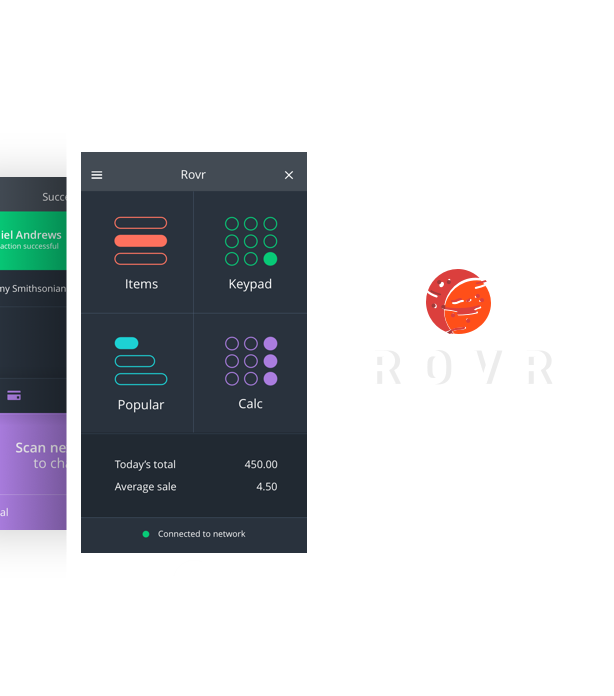 Succe
iel Andrews
action successful
my Smithsonian
Scan ne
to cha
al
Rovr
Items
Keypad
Popular
Calc
Today's total 450.00
Average sale 4.50
Connected to network
ROVR